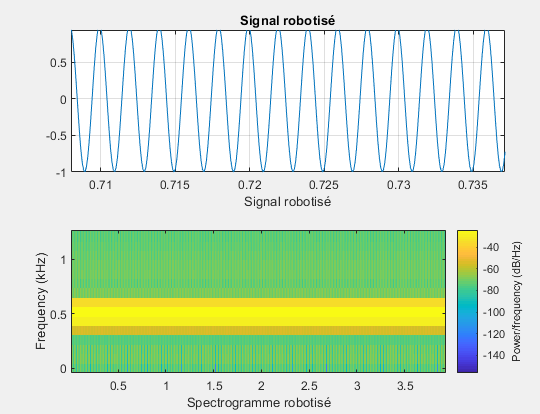 Signal robotisé
0.5
0
-0.5
-1
0.71 0.715 0.72 0.725 0.73 0.735
Signal robotisé
Frequency (kHz)
1
0.5
0
0.5 1 1.5 2 2.5 3 3.5
Spectrogramme robotisé
-40
-60
-80
-100
-120
-140
Power/frequency (dB/Hz)